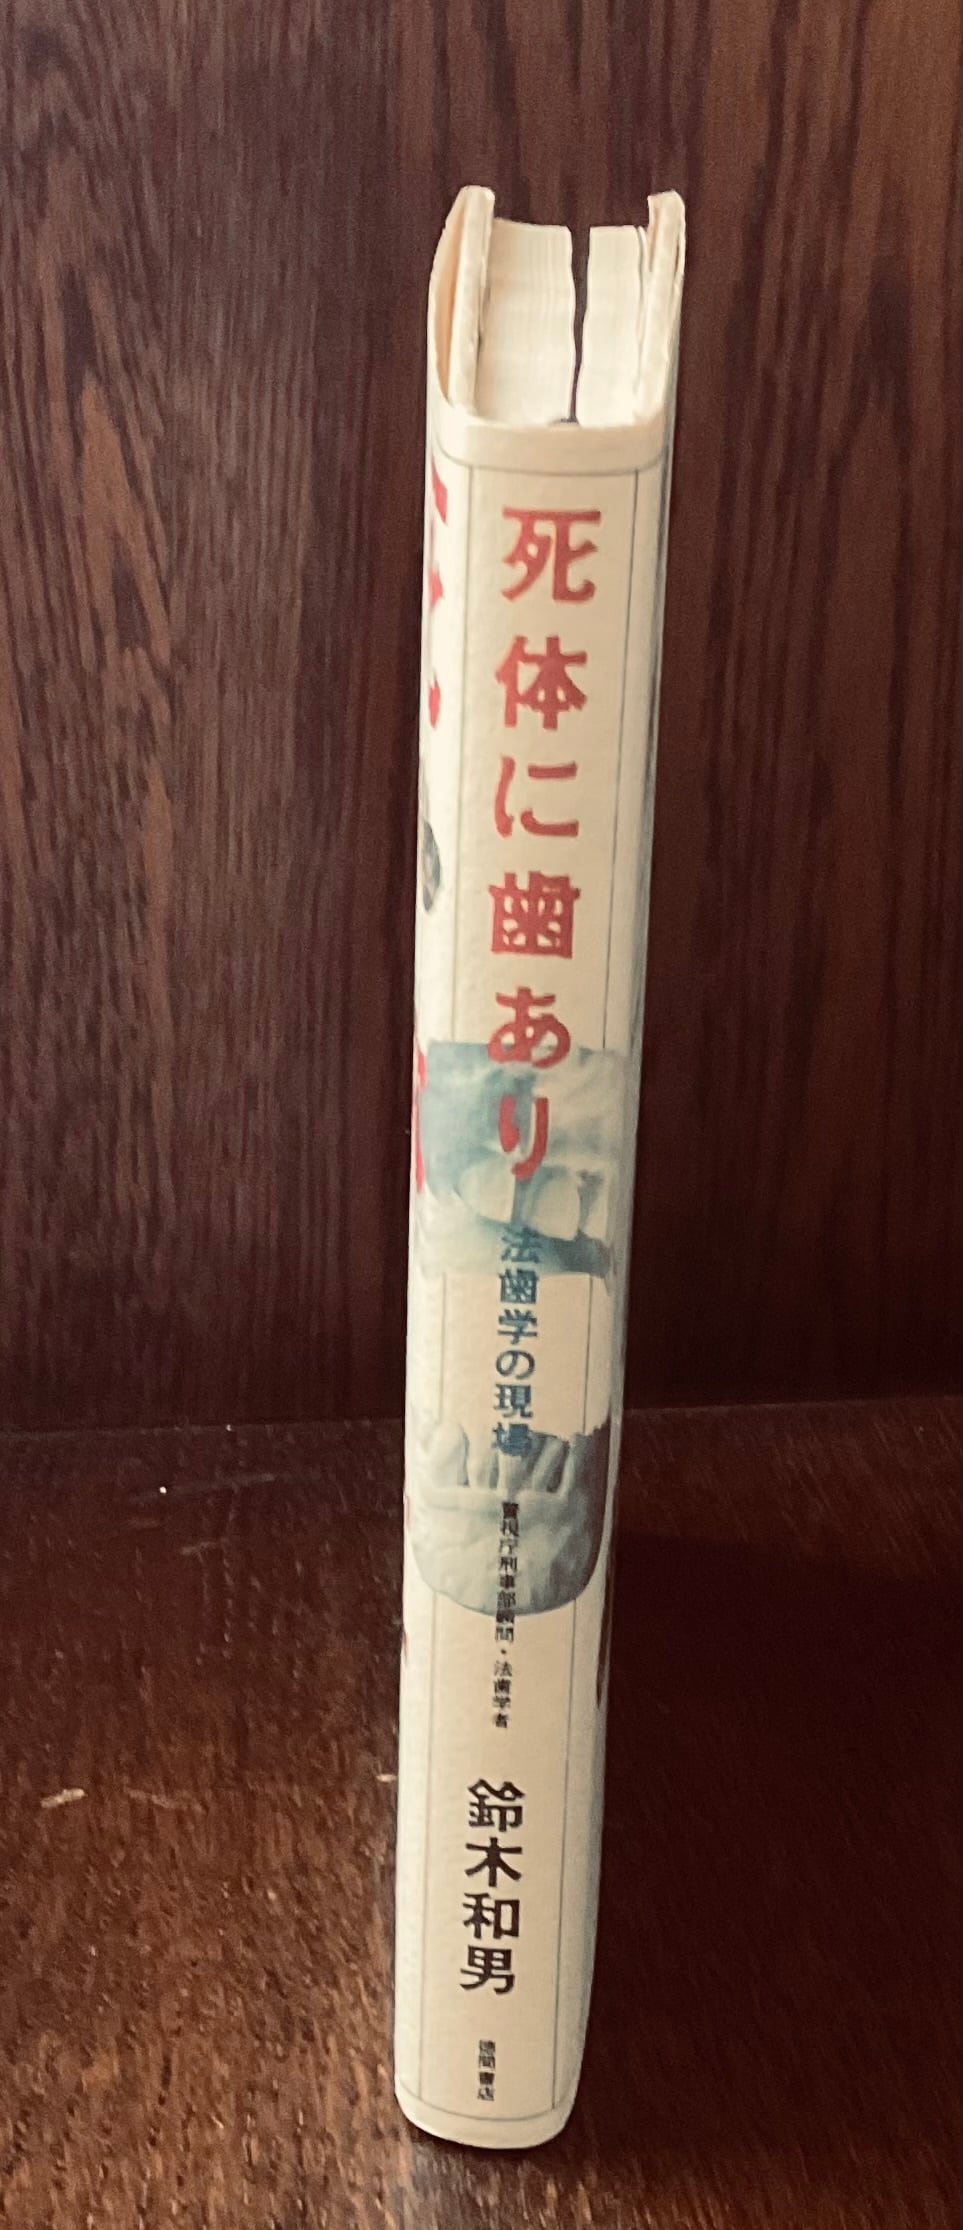 死体に歯あり
法歯学の現場
警視庁刑事部顧問・法歯学者
鈴木和男
徳間書店